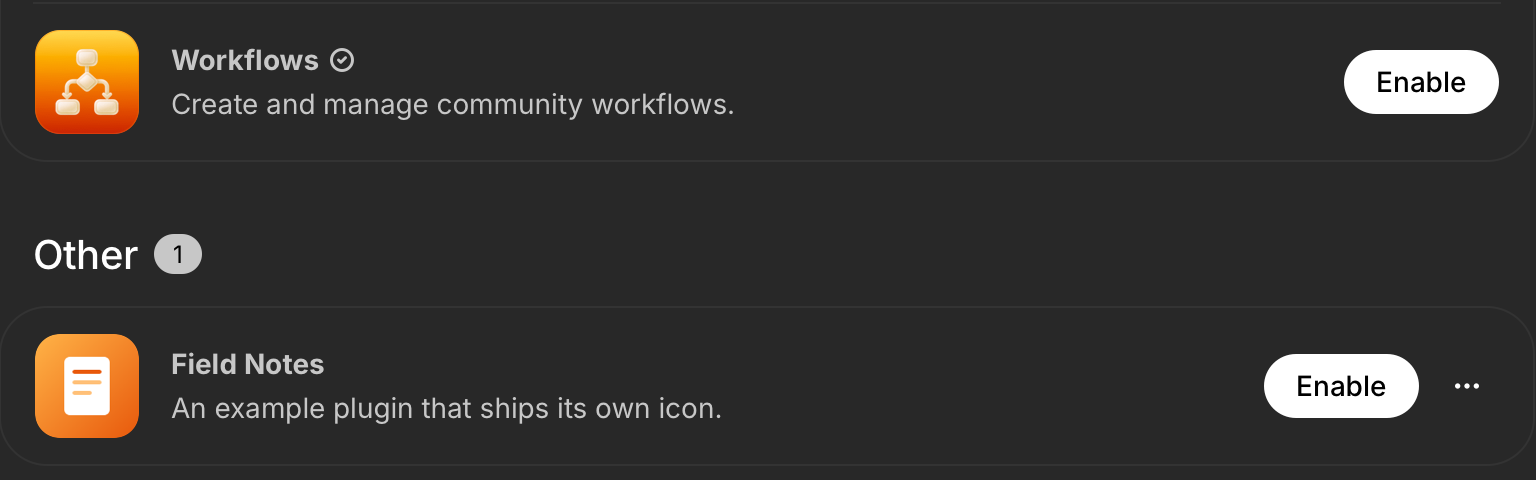 Workflows
Create and manage community workflows.
Enable
Other 1
Field Notes
An example plugin that ships its own icon.
Enable